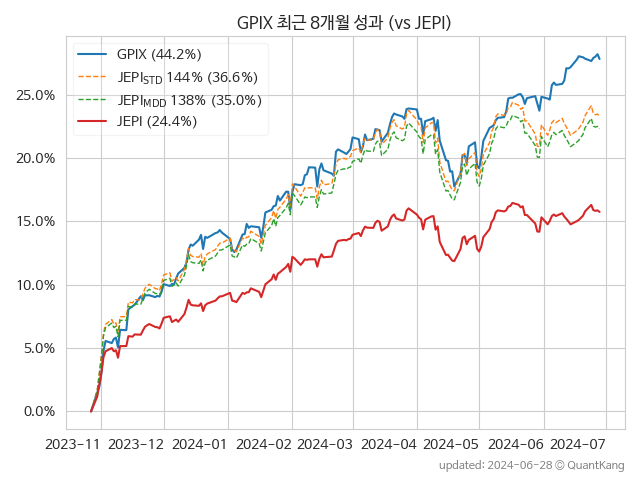 GPIX 최근 8개월 성과 (vs JEPI)
GPIX (44.2%)
JEPISTD 144% (36.6%)
JEPIMDD 138% (35.0%)
JEPI (24.4%)
25.0%
20.0%
15.0%
10.0%
5.0%
0.0%
2023-11 2023-12 2024-01 2024-02 2024-03 2024-04 2024-05 2024-06 2024-07
updated: 2024-06-28 © QuantKang